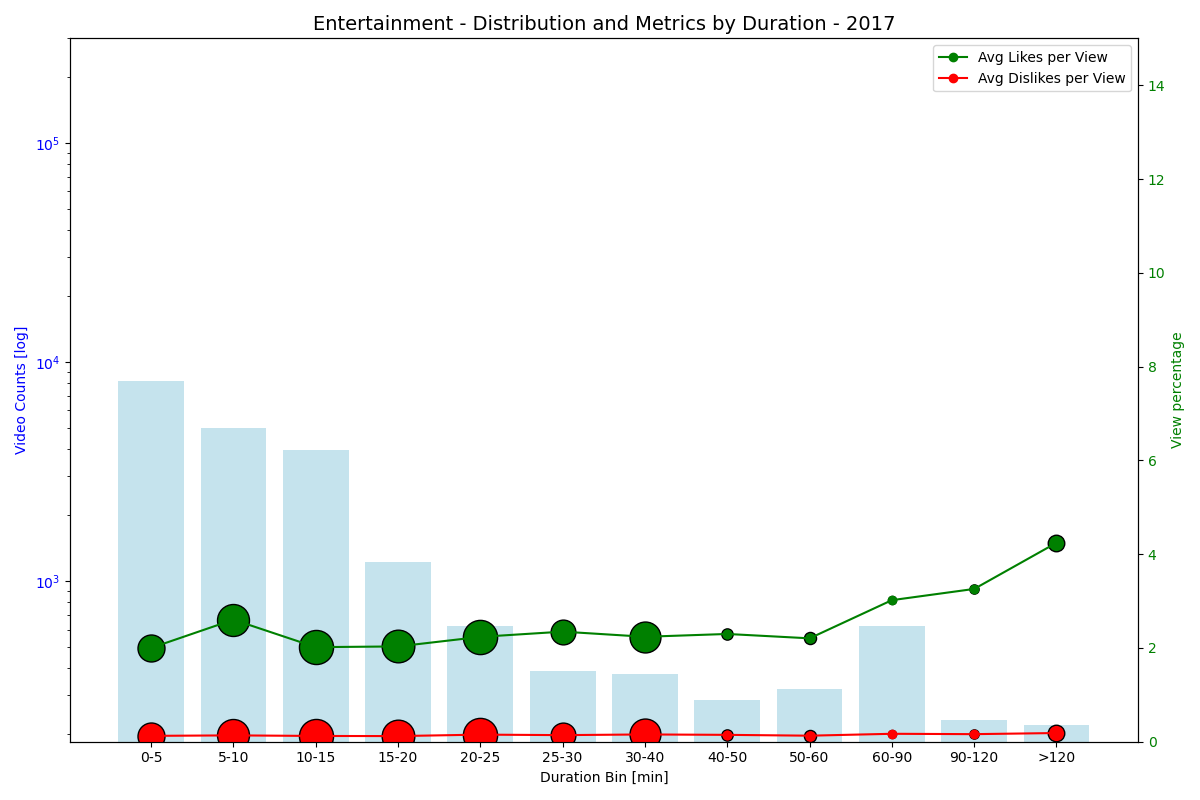 Entertainment - Distribution and Metrics by Duration - 2017
Avg Likes per View
Avg Dislikes per View
Video Counts [log]
10^5
10^4
10^3
View percentage
14
12
10
8
6
4
2
0
0-5 5-10 10-15 15-20 20-25 25-30 30-40 40-50 50-60 60-90 90-120 >120
Duration Bin [min]